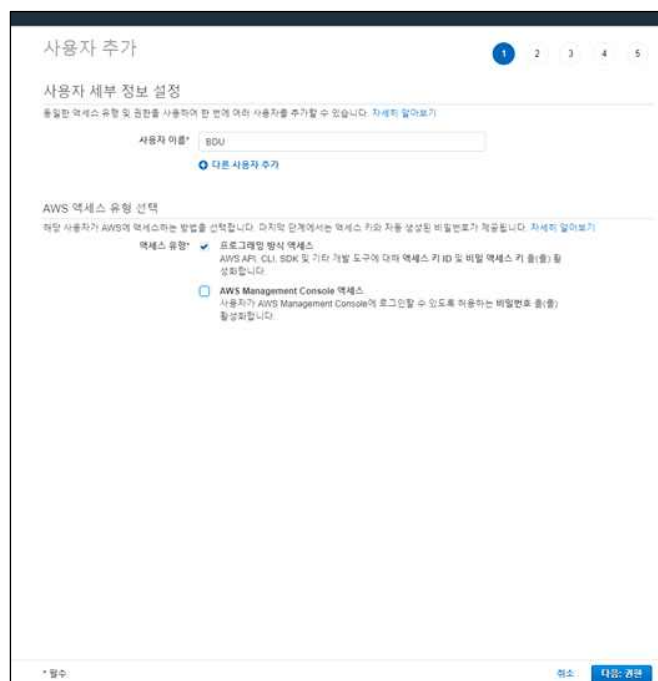 사용자 추가
1 2 3 4 5
사용자 세부 정보 설정
동일한 액세스 유형 및 권한을 사용하여 한 번에 여러 사용자를 추가할 수 있습니다. 자세히 알아보기
사용자 이름* BDU
다른 사용자 추가
AWS 액세스 유형 선택
해당 사용자가 AWS에 액세스하는 방법을 선택합니다. 마지막 단계에서는 액세스 키와 자동 생성된 비밀번호가 제공됩니다. 자세히 알아보기
액세스 유형* 프로그래밍 방식 액세스
AWS API, CLI, SDK 및 기타 개발 도구에 대해 액세스 키 ID 및 비밀 액세스 키 을(를) 활
성화합니다.
AWS Management Console 액세스
사용자가 AWS Management Console에 로그인할 수 있도록 허용하는 비밀번호 을(를)
활성화합니다.
* 필수 취소 다음: 권한